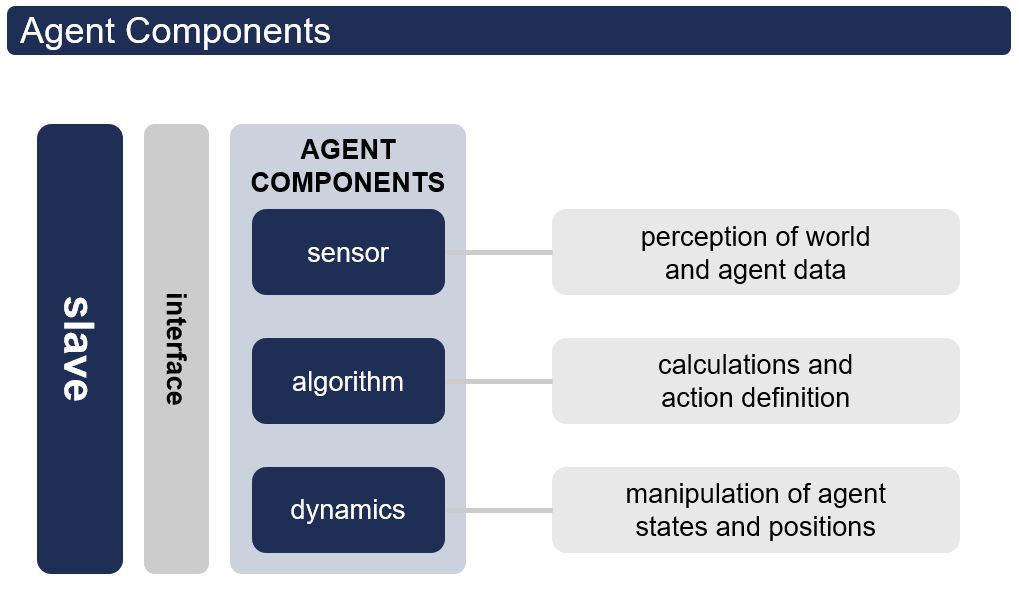 Agent Components
slave
interface
AGENT
COMPONENTS
sensor
perception of world
and agent data
algorithm
calculations and
action definition
dynamics
manipulation of agent
states and positions